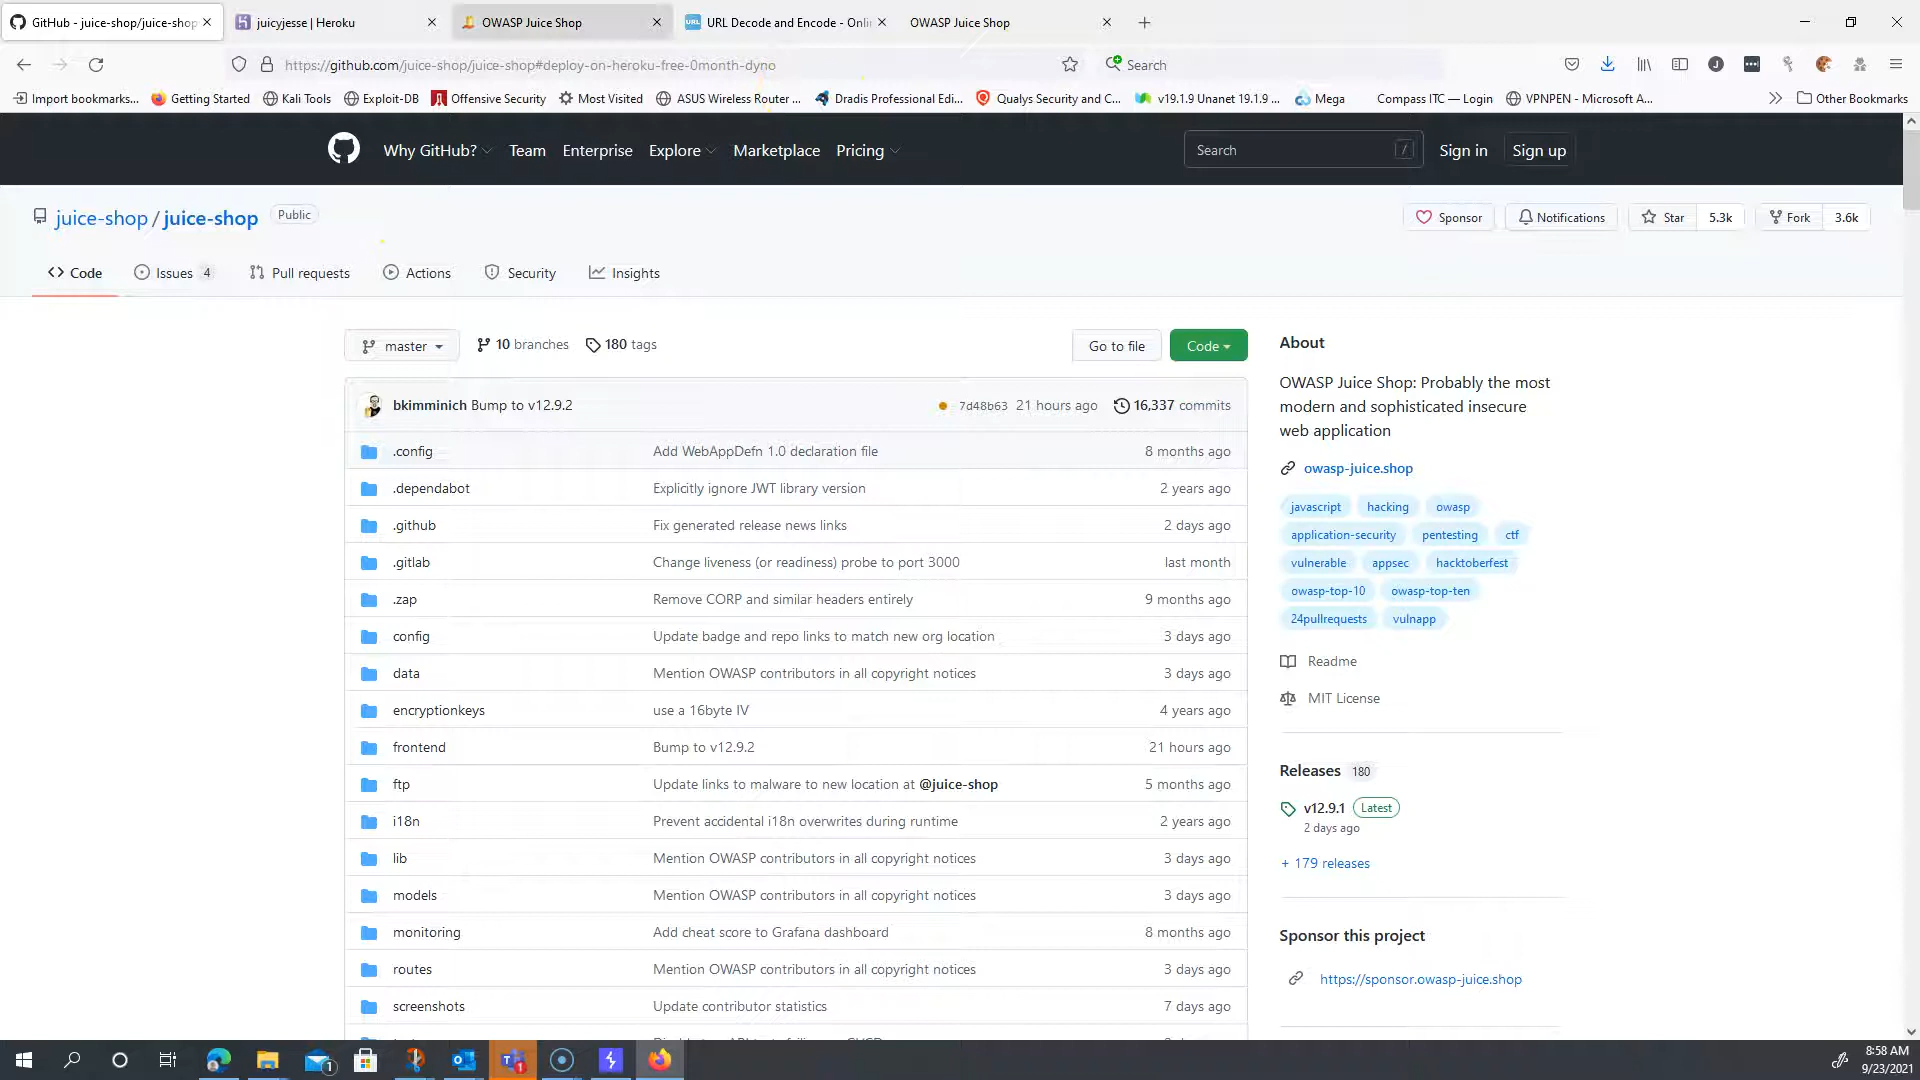 GitHub - juice-shop/juice-shop
juicyjesse | Heroku
OWASP Juice Shop
URL Decode and Encode - Onli
OWASP Juice Shop
https://github.com/juice-shop/juice-shop#deploy-on-heroku-free-0month-dyno
Search
Import bookmarks...
Getting Started
Kali Tools
Exploit-DB
Offensive Security
Most Visited
ASUS Wireless Router ...
Dradis Professional Edi...
Qualys Security and C...
v19.1.9 Unanet 19.1.9 ...
Mega
Compass ITC — Login
VPNPEN - Microsoft A...
Other Bookmarks
Why GitHub?
Team
Enterprise
Explore
Marketplace
Pricing
Search /
Sign in
Sign up
juice-shop / juice-shop Public
Sponsor
Notifications
Star 5.3k
Fork 3.6k
Code
Issues 4
Pull requests
Actions
Security
Insights
master
10 branches
180 tags
Go to file
Code
bkimminich Bump to v12.9.2 7d48b63 21 hours ago 16,337 commits
.config Add WebAppDefn 1.0 declaration file 8 months ago
.dependabot Explicitly ignore JWT library version 2 years ago
.github Fix generated release news links 2 days ago
.gitlab Change liveness (or readiness) probe to port 3000 last month
.zap Remove CORP and similar headers entirely 9 months ago
config Update badge and repo links to match new org location 3 days ago
data Mention OWASP contributors in all copyright notices 3 days ago
encryptionkeys use a 16byte IV 4 years ago
frontend Bump to v12.9.2 21 hours ago
ftp Update links to malware to new location at @juice-shop 5 months ago
i18n Prevent accidental i18n overwrites during runtime 2 years ago
lib Mention OWASP contributors in all copyright notices 3 days ago
models Mention OWASP contributors in all copyright notices 3 days ago
monitoring Add cheat score to Grafana dashboard 8 months ago
routes Mention OWASP contributors in all copyright notices 3 days ago
screenshots Update contributor statistics 7 days ago
About
OWASP Juice Shop: Probably the most
modern and sophisticated insecure
web application
owasp-juice.shop
javascript hacking owasp
application-security pentesting ctf
vulnerable appsec hacktoberfest
owasp-top-10 owasp-top-ten
24pullrequests vulnapp
Readme
MIT License
Releases 180
v12.9.1 Latest
2 days ago
+ 179 releases
Sponsor this project
https://sponsor.owasp-juice.shop
8:58 AM
9/23/2021